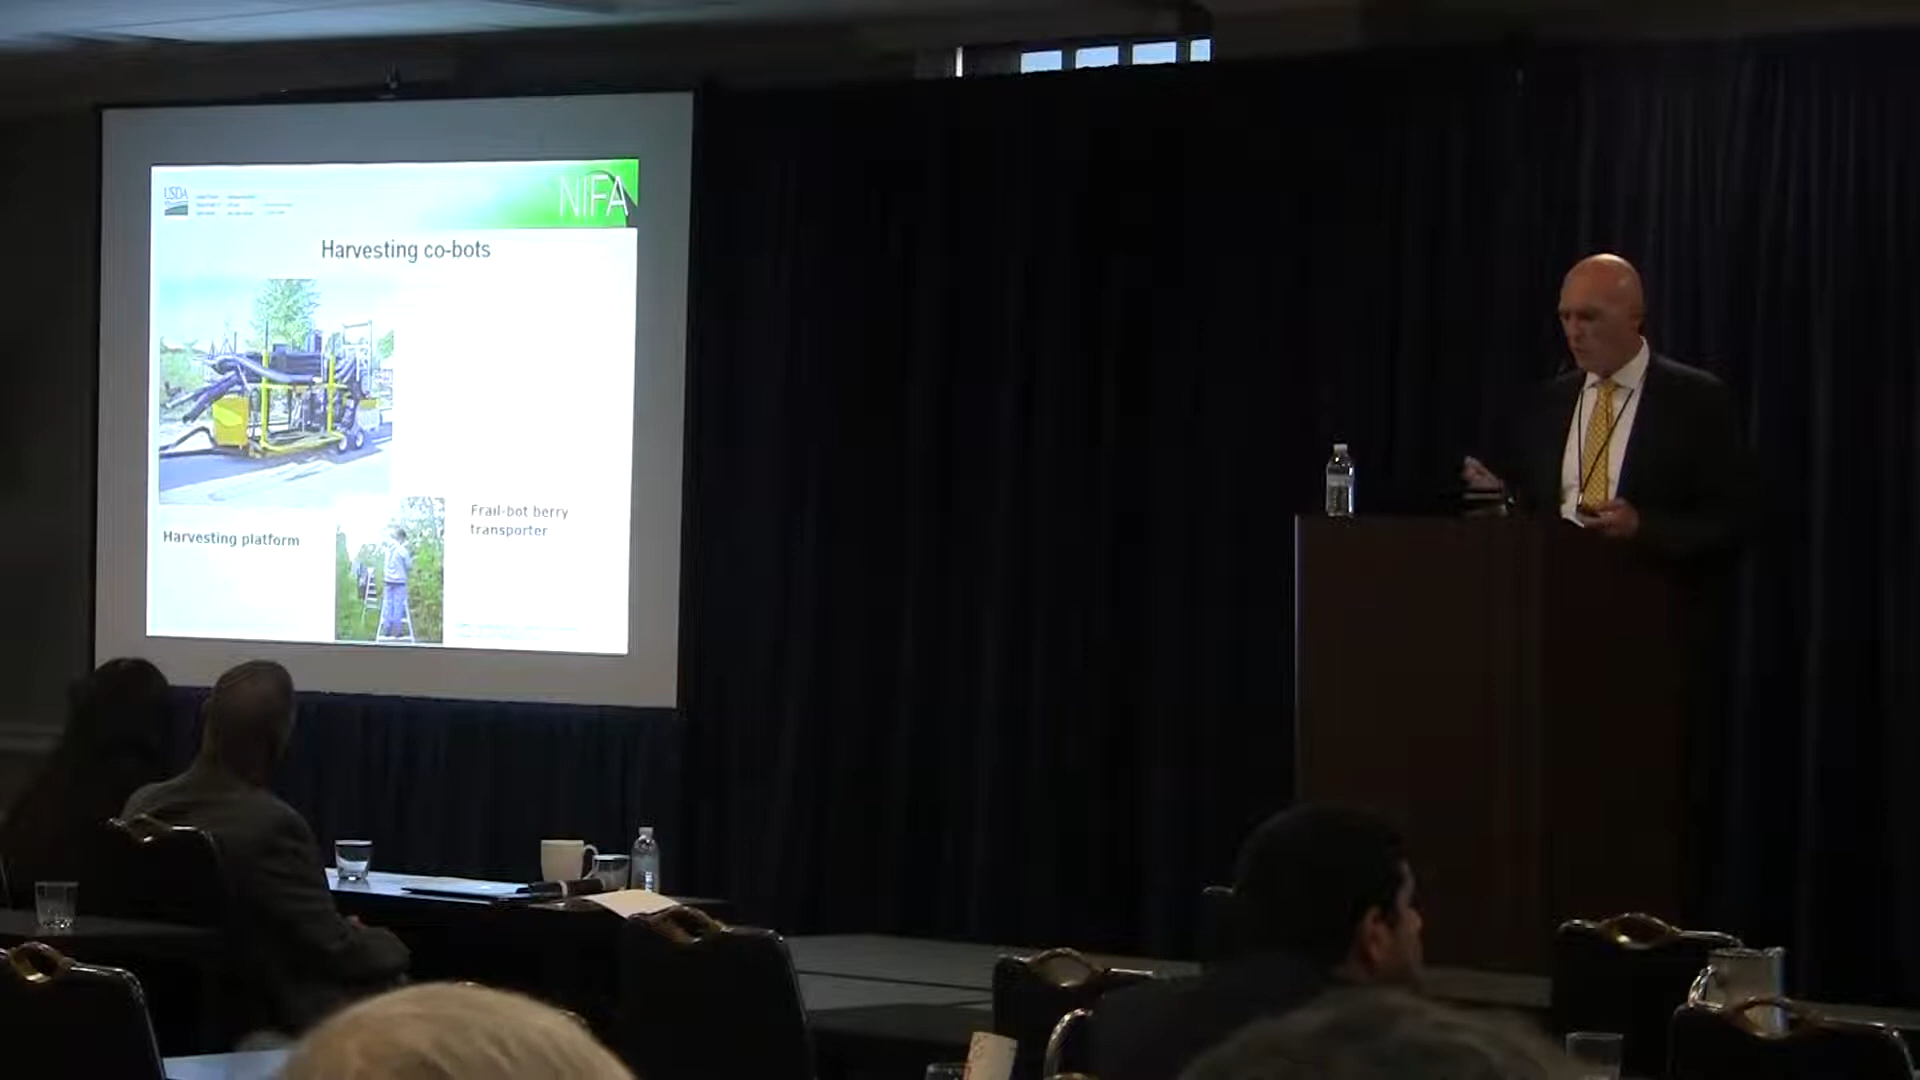 USDA
NIFA
Harvesting co-bots
Frail-bot berry
transporter
Harvesting platform